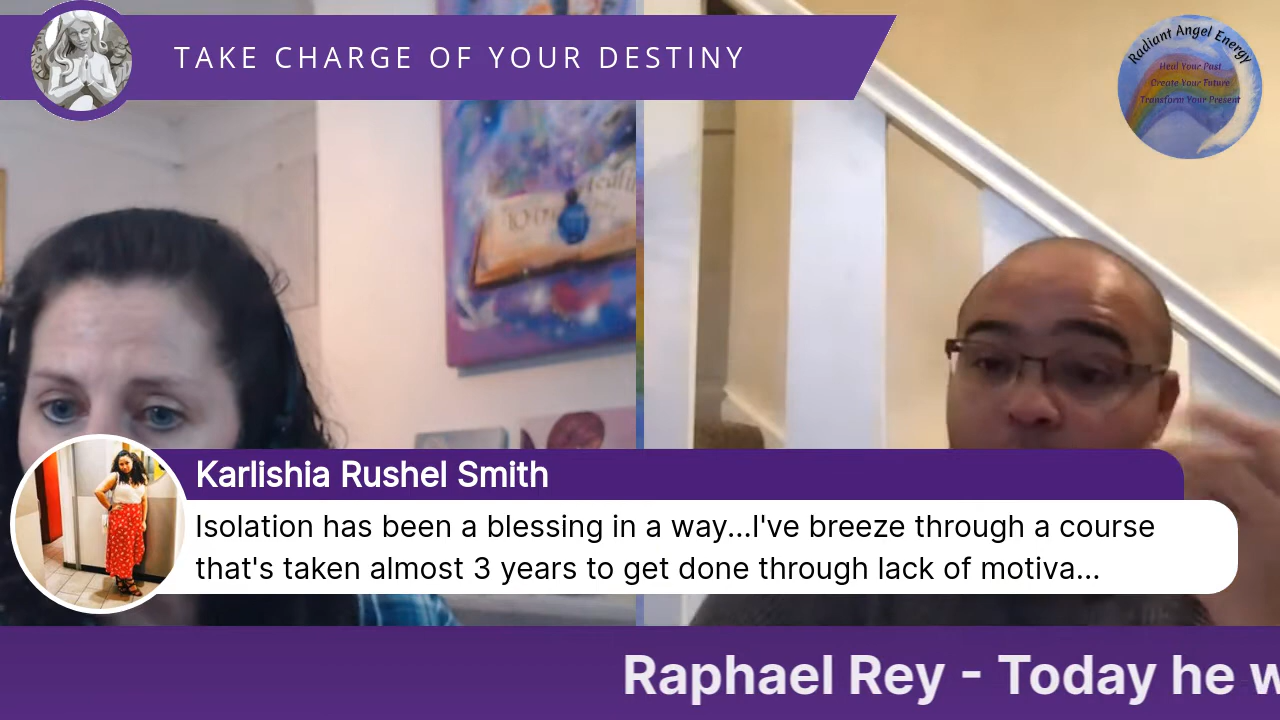 TAKE CHARGE OF YOUR DESTINY
Radiant Angel Energy
Heal Your Past
Create Your Future
Transform Your Present
Karlishia Rushel Smith
Isolation has been a blessing in a way...I've breeze through a course
that's taken almost 3 years to get done through lack of motiva...
Raphael Rey - Today he w